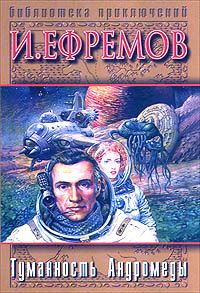 библиотека приключений
И.ЕФРЕМОВ
Туманность Андромеды